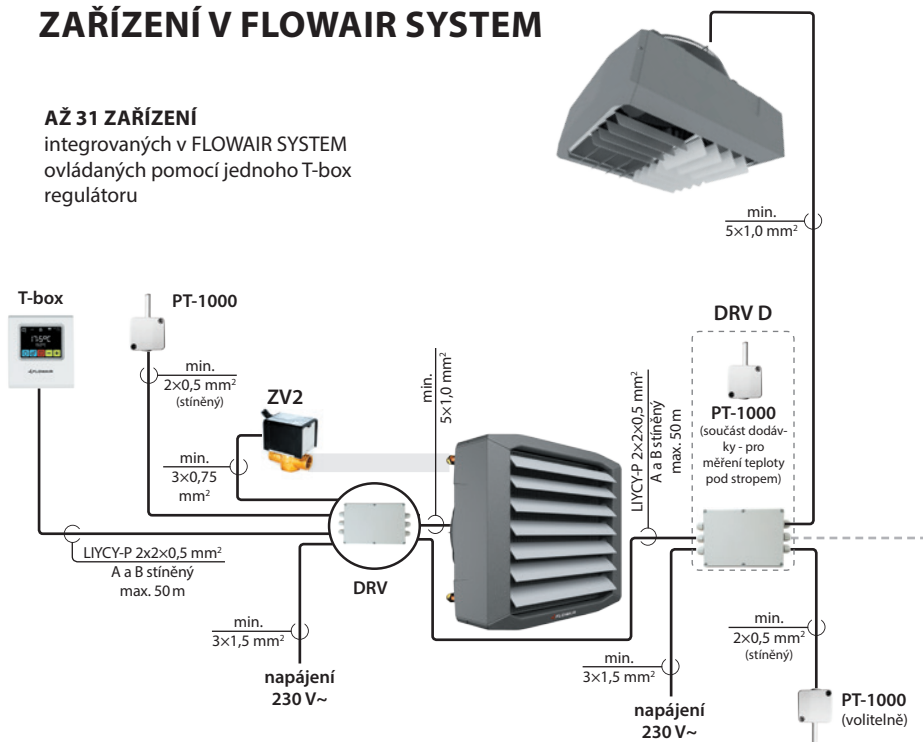 ZAŘÍZENÍ V FLOWAIR SYSTEM
AŽ 31 ZAŘÍZENÍ
integrovaných v FLOWAIR SYSTEM
ovládaných pomocí jednoho T-box
regulátoru
min.
5×1,0 mm²
T-box
17.5°C
FLOWAIR
PT-1000
min.
2×0,5 mm²
(stíněný)
ZV2
min.
3×0,75
mm²
min.
5×1,0 mm²
LIYCY-P 2×2×0,5 mm²
A a B stíněný
max. 50 m
DRV D
PT-1000
(součást dodáv-
ky - pro
měření teploty
pod stropem)
LIYCY-P 2x2×0,5 mm²
A a B stíněný
max. 50 m
DRV
FLOWAIR
min.
3×1,5 mm²
napájení
230 V~
min.
3×1,5 mm²
napájení
230 V~
min.
2×0,5 mm²
(stíněný)
PT-1000
(volitelně)